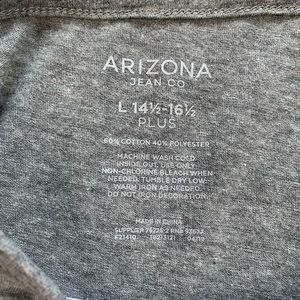 ARIZONA
JEAN CO
L 14½-16½
PLUS
60% COTTON 40% POLYESTER
MACHINE WASH COLD
INSIDE OUT. USE ONLY
NON-CHLORINE BLEACH WHEN
NEEDED. TUMBLE DRY LOW.
WARM IRON AS NEEDED.
DO NOT IRON DECORATION.
MADE IN CHINA
SUPPLIER